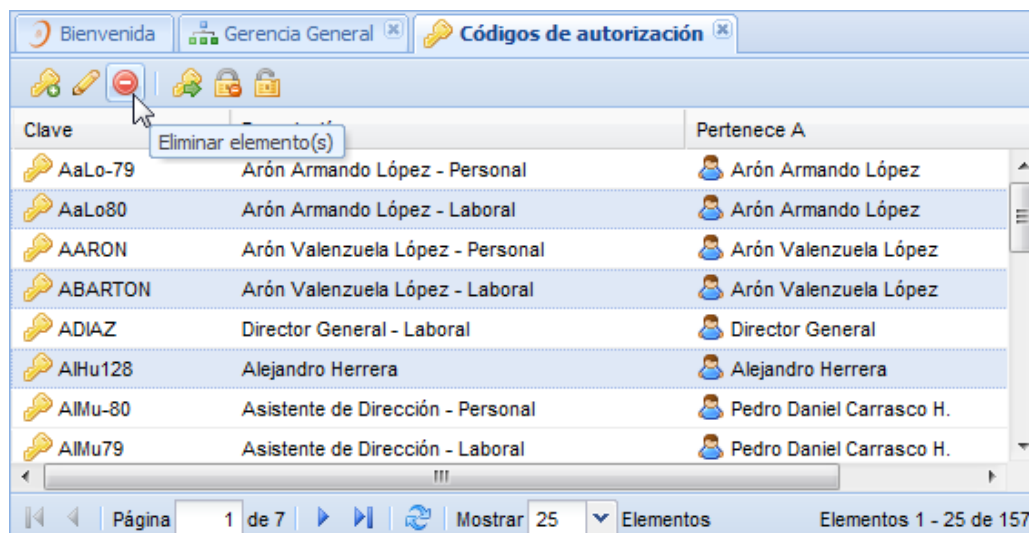 Bienvenida Gerencia General Códigos de autorización
Clave Pertenece A
Eliminar elemento(s)
AaLo-79 Arón Armando López - Personal Arón Armando López
AaLo80 Arón Armando López - Laboral Arón Armando López
AARON Arón Valenzuela López - Personal Arón Valenzuela López
ABARTON Arón Valenzuela López - Laboral Arón Valenzuela López
ADIAZ Director General - Laboral Director General
AlHu128 Alejandro Herrera Alejandro Herrera
AlMu-80 Asistente de Dirección - Personal Pedro Daniel Carrasco H.
AlMu79 Asistente de Dirección - Laboral Pedro Daniel Carrasco H.
Página 1 de 7 Mostrar 25 Elementos Elementos 1 - 25 de 157